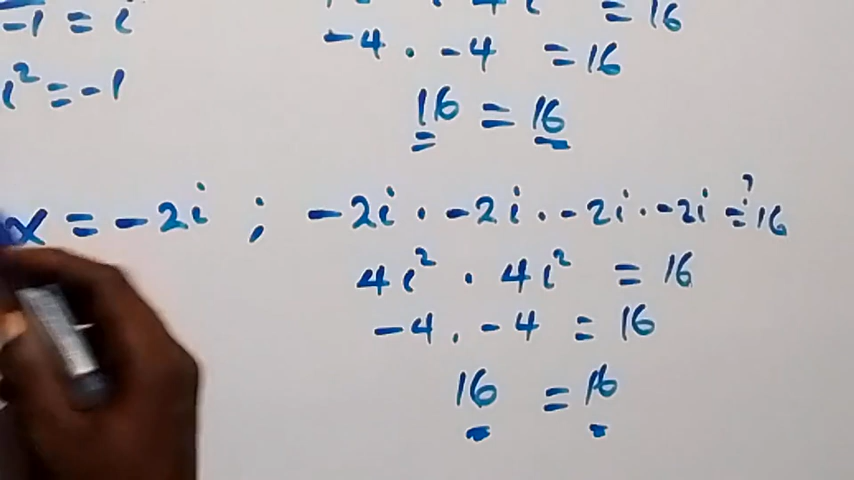 √-1 = i
= 16
-4 · -4 = 16
i² = -1
16 = 16
x = -2i ; -2i · -2i · -2i · -2i ≟ 16
4i² · 4i² = 16
-4 . -4 = 16
16 = 16